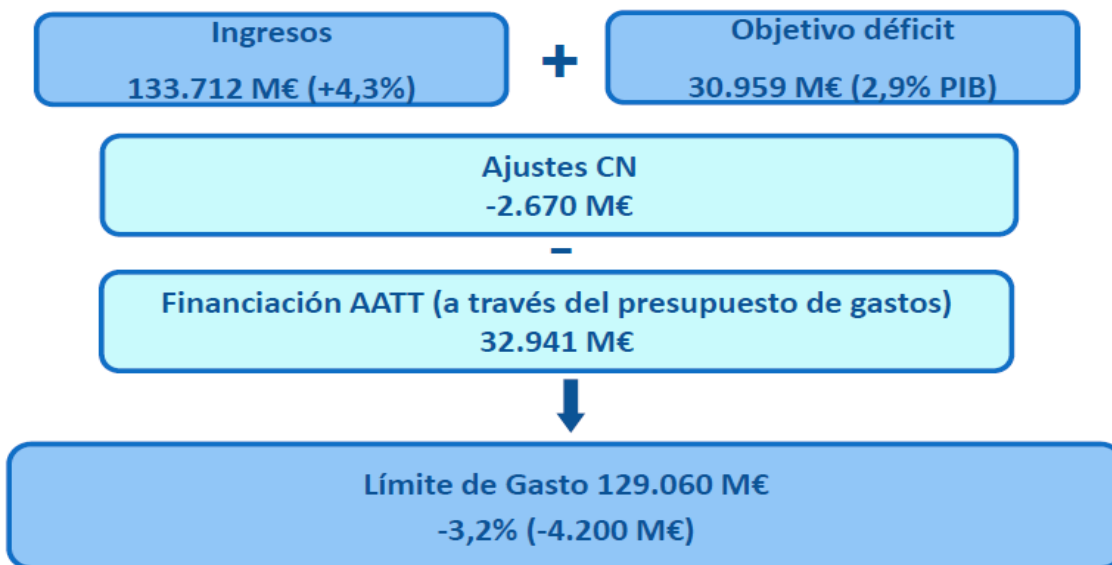 Ingresos
133.712 M€ (+4,3%)
+
Objetivo déficit
30.959 M€ (2,9% PIB)
Ajustes CN
-2.670 M€
–
Financiación AATT (a través del presupuesto de gastos)
32.941 M€
Límite de Gasto 129.060 M€
-3,2% (-4.200 M€)